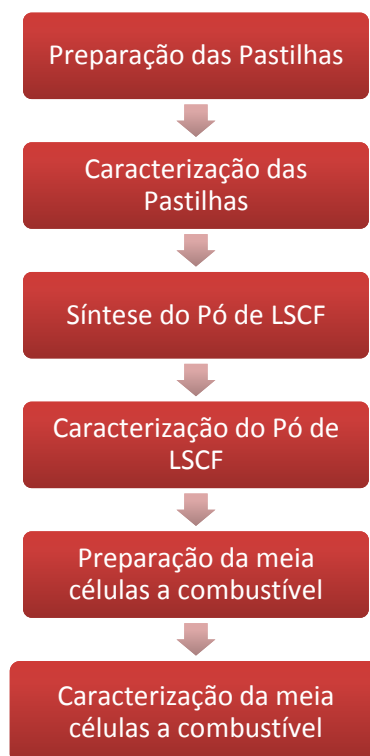 Preparação das Pastilhas
Caracterização das
Pastilhas
Síntese do Pó de LSCF
Caracterização do Pó de
LSCF
Preparação da meia
células a combustível
Caracterização da meia
células a combustível